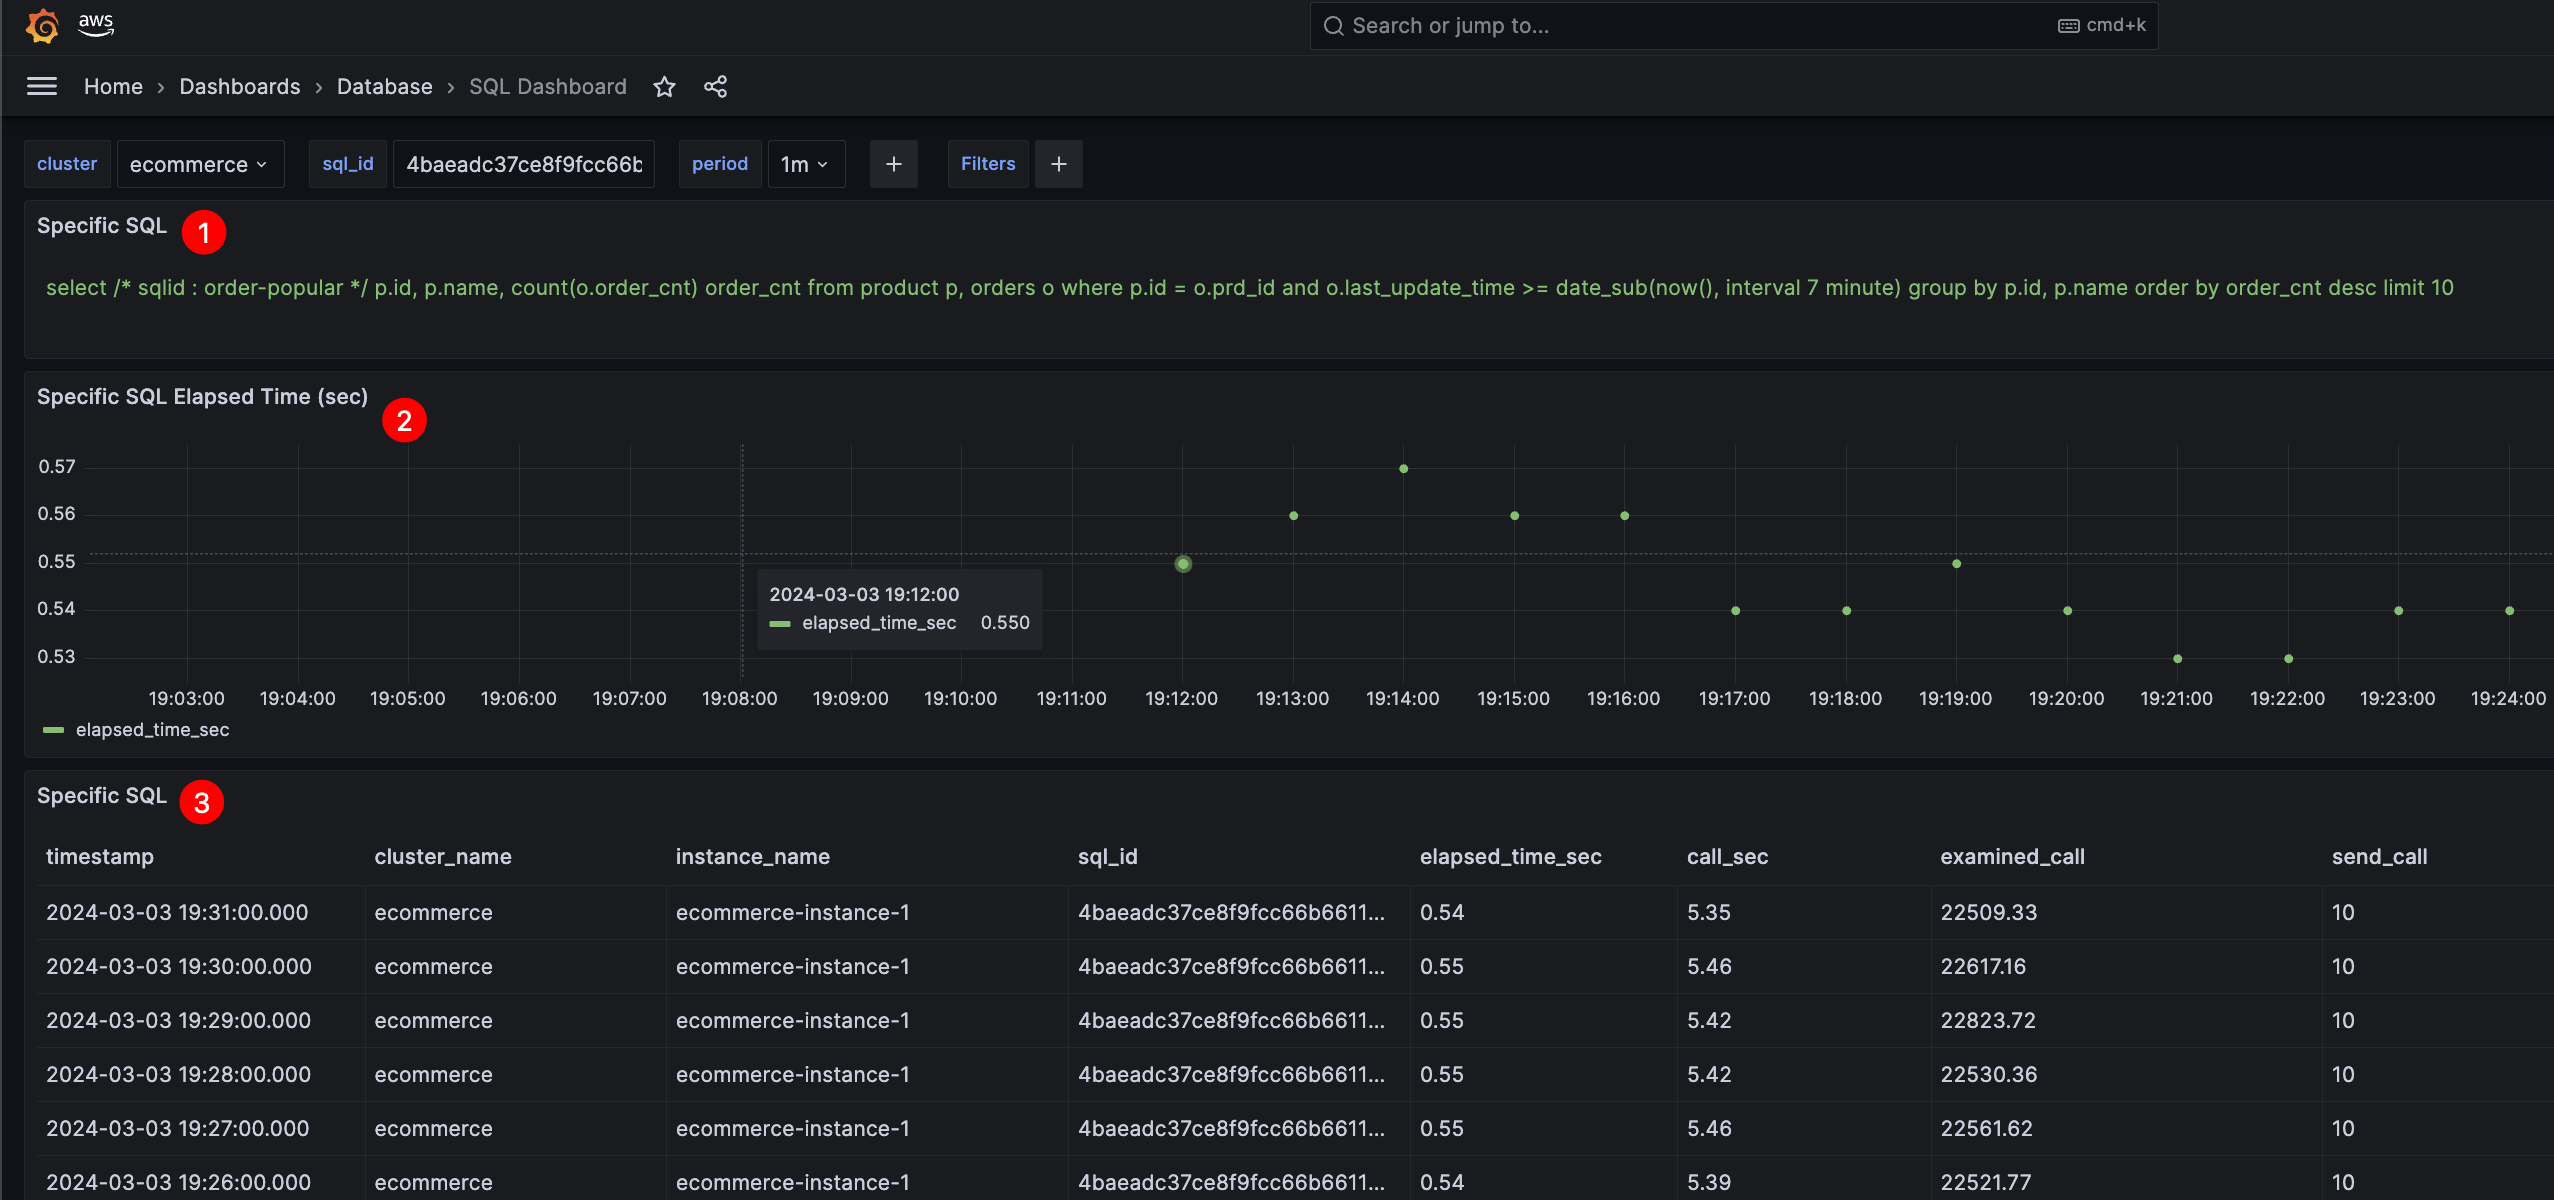 aws
Search or jump to...
cmd+k
Home › Dashboards › Database › SQL Dashboard
cluster ecommerce sql_id 4baeadc37ce8f9fcc66b period 1m + Filters +
Specific SQL 1
select /* sqlid : order-popular */ p.id, p.name, count(o.order_cnt) order_cnt from product p, orders o where p.id = o.prd_id and o.last_update_time >= date_sub(now(), interval 7 minute) group by p.id, p.name order by order_cnt desc limit 10
Specific SQL Elapsed Time (sec) 2
0.57
0.56
0.55
0.54
0.53
2024-03-03 19:12:00
elapsed_time_sec 0.550
19:03:00 19:04:00 19:05:00 19:06:00 19:07:00 19:08:00 19:09:00 19:10:00 19:11:00 19:12:00 19:13:00 19:14:00 19:15:00 19:16:00 19:17:00 19:18:00 19:19:00 19:20:00 19:21:00 19:22:00 19:23:00 19:24:00
elapsed_time_sec
Specific SQL 3
timestamp cluster_name instance_name sql_id elapsed_time_sec call_sec examined_call send_call
2024-03-03 19:31:00.000 ecommerce ecommerce-instance-1 4baeadc37ce8f9fcc66b6611... 0.54 5.35 22509.33 10
2024-03-03 19:30:00.000 ecommerce ecommerce-instance-1 4baeadc37ce8f9fcc66b6611... 0.55 5.46 22617.16 10
2024-03-03 19:29:00.000 ecommerce ecommerce-instance-1 4baeadc37ce8f9fcc66b6611... 0.55 5.42 22823.72 10
2024-03-03 19:28:00.000 ecommerce ecommerce-instance-1 4baeadc37ce8f9fcc66b6611... 0.55 5.42 22530.36 10
2024-03-03 19:27:00.000 ecommerce ecommerce-instance-1 4baeadc37ce8f9fcc66b6611... 0.55 5.46 22561.62 10
2024-03-03 19:26:00.000 ecommerce ecommerce-instance-1 4baeadc37ce8f9fcc66b6611... 0.54 5.39 22521.77 10